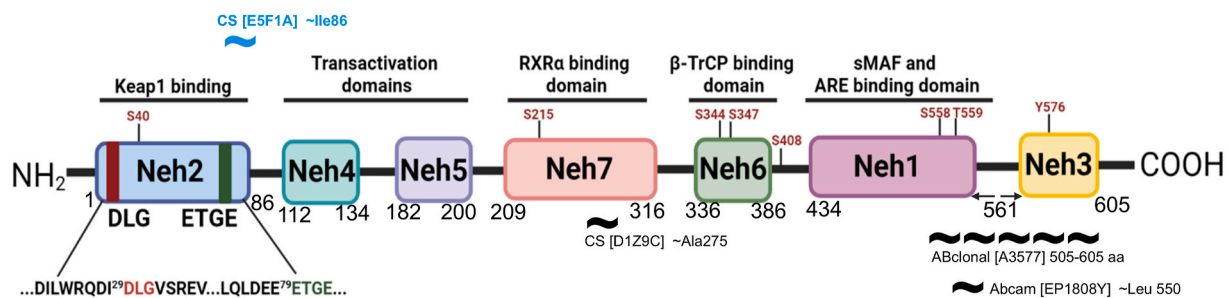 CS [E5F1A] ~Ile86
Keap1 binding
Transactivation
domains
RXRα binding
domain
β-TrCP binding
domain
sMAF and
ARE binding domain
S40
S215
S344 S347
S408
S558 T559
Y576
NH2
Neh2
Neh4
Neh5
Neh7
Neh6
Neh1
Neh3
COOH
1
86
112
134
182
200
209
316
336
386
434
561
605
DLG
ETGE
CS [D1Z9C] ~Ala275
ABclonal [A3577] 505-605 aa
...DILWRQDI29DLGVSREV...LQLDEE79ETGE...
Abcam [EP1808Y] ~Leu 550